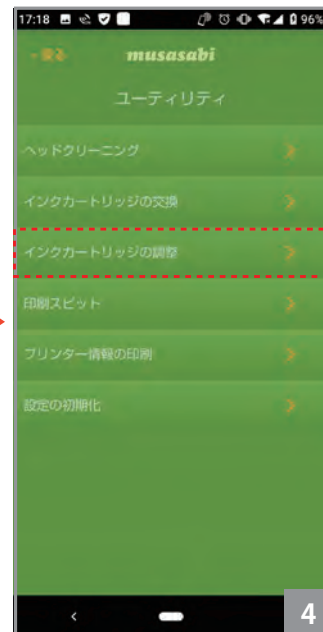 17:18 96%
戻る musasabi
ユーティリティ
ヘッドクリーニング
インクカートリッジの交換
インクカートリッジの調整
印刷スピット
プリンター情報の印刷
設定の初期化
4